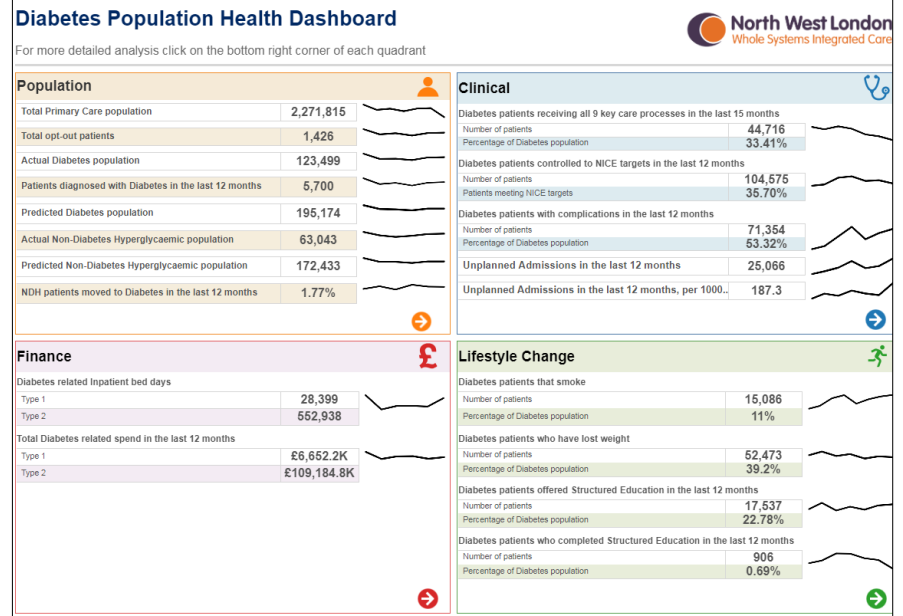 Diabetes Population Health Dashboard
North West London
Whole Systems Integrated Care
For more detailed analysis click on the bottom right corner of each quadrant
Population
Total Primary Care population 2,271,815
Total opt-out patients 1,426
Actual Diabetes population 123,499
Patients diagnosed with Diabetes in the last 12 months 5,700
Predicted Diabetes population 195,174
Actual Non-Diabetes Hyperglycaemic population 63,043
Predicted Non-Diabetes Hyperglycaemic population 172,433
NDH patients moved to Diabetes in the last 12 months 1.77%
Clinical
Diabetes patients receiving all 9 key care processes in the last 15 months
Number of patients 44,716
Percentage of Diabetes population 33.41%
Diabetes patients controlled to NICE targets in the last 12 months
Number of patients 104,575
Patients meeting NICE targets 35.70%
Diabetes patients with complications in the last 12 months
Number of patients 71,354
Percentage of Diabetes population 53.32%
Unplanned Admissions in the last 12 months 25,066
Unplanned Admissions in the last 12 months, per 1000.. 187.3
Finance
£
Diabetes related Inpatient bed days
Type 1 28,399
Type 2 552,938
Total Diabetes related spend in the last 12 months
Type 1 £6,652.2K
Type 2 £109,184.8K
Lifestyle Change
Diabetes patients that smoke
Number of patients 15,086
Percentage of Diabetes population 11%
Diabetes patients who have lost weight
Number of patients 52,473
Percentage of Diabetes population 39.2%
Diabetes patients offered Structured Education in the last 12 months
Number of patients 17,537
Percentage of Diabetes population 22.78%
Diabetes patients who completed Structured Education in the last 12 months
Number of patients 906
Percentage of Diabetes population 0.69%